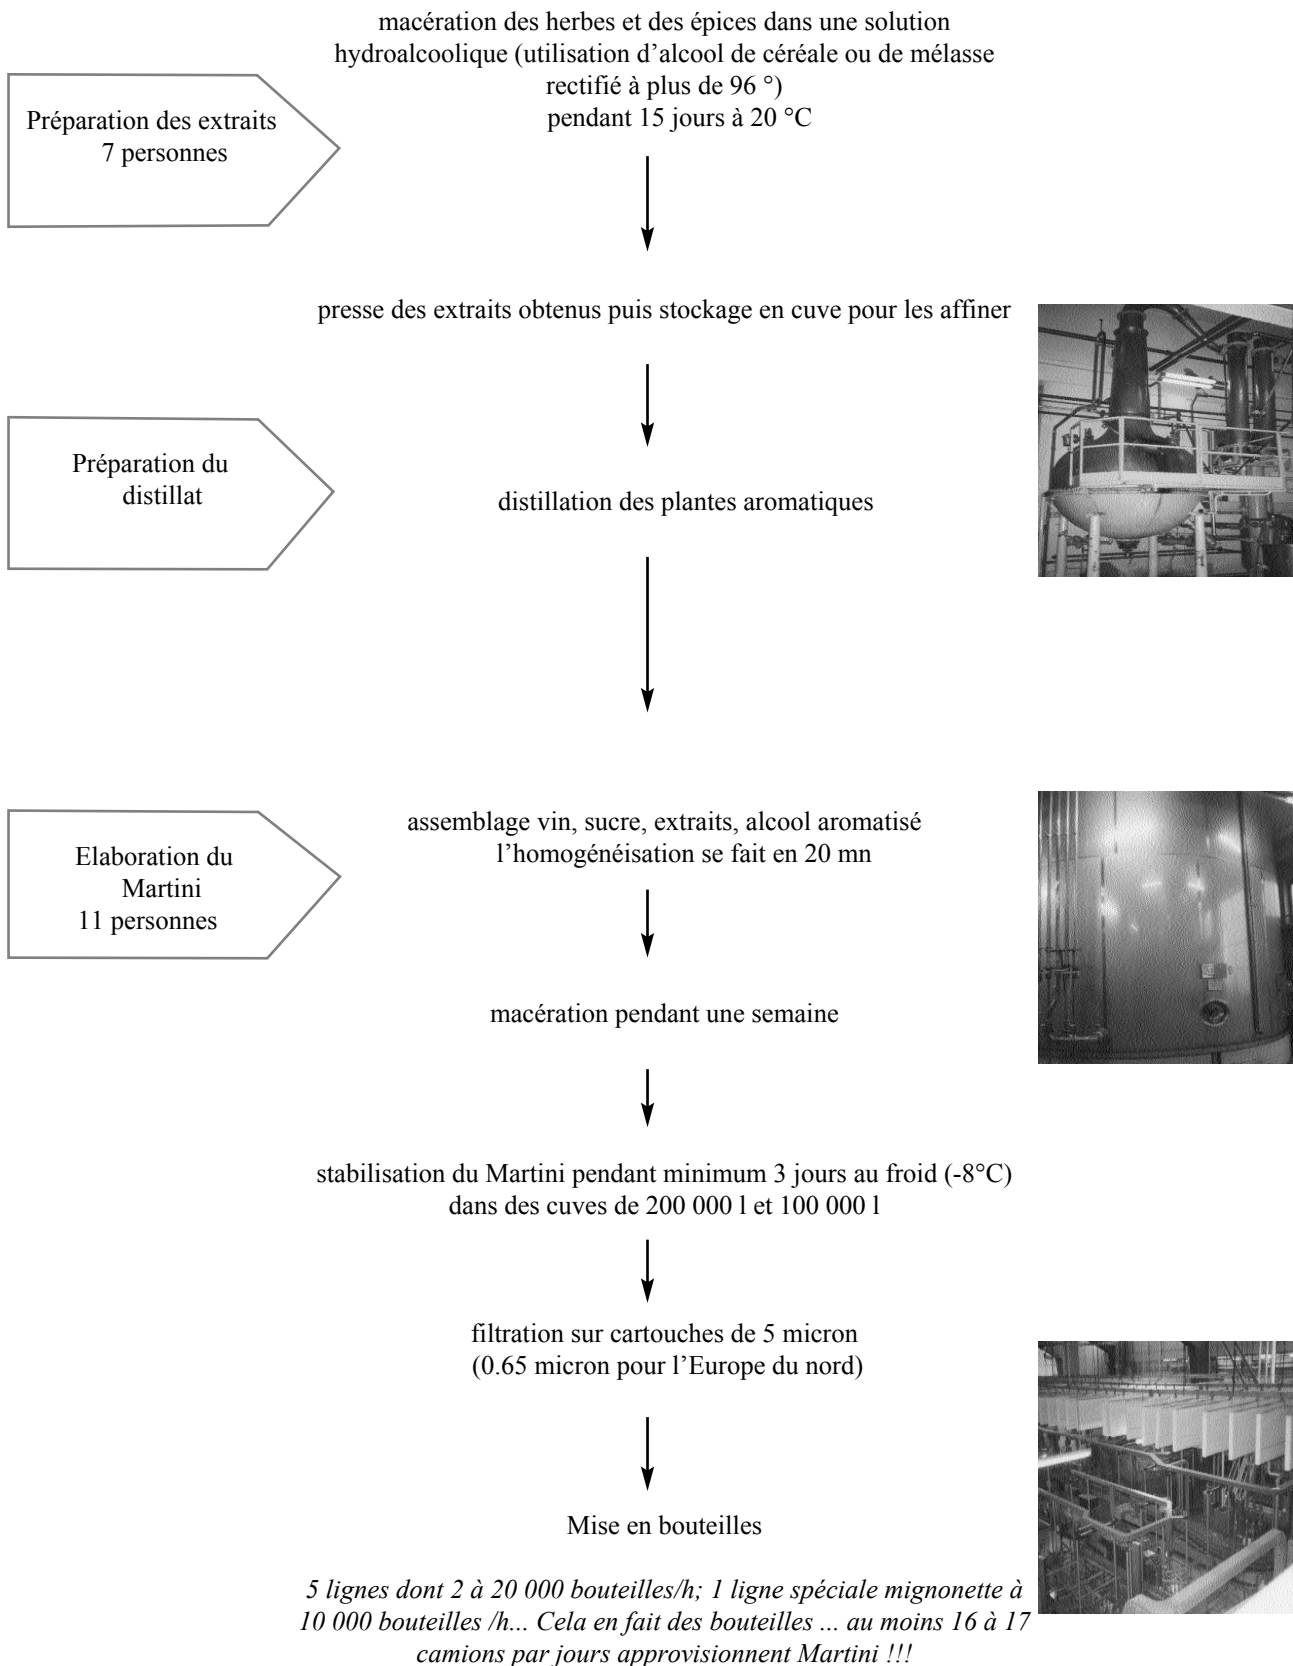 macération des herbes et des épices dans une solution
hydroalcoolique (utilisation d’alcool de céréale ou de mélasse
rectifié à plus de 96 °)
pendant 15 jours à 20 °C
Préparation des extraits
7 personnes
presse des extraits obtenus puis stockage en cuve pour les affiner
Préparation du
distillat
distillation des plantes aromatiques
assemblage vin, sucre, extraits, alcool aromatisé
l’homogénéisation se fait en 20 mn
Elaboration du
Martini
11 personnes
macération pendant une semaine
stabilisation du Martini pendant minimum 3 jours au froid (-8°C)
dans des cuves de 200 000 l et 100 000 l
filtration sur cartouches de 5 micron
(0.65 micron pour l’Europe du nord)
Mise en bouteilles
5 lignes dont 2 à 20 000 bouteilles/h; 1 ligne spéciale mignonette à
10 000 bouteilles /h... Cela en fait des bouteilles ... au moins 16 à 17
camions par jours approvisionnent Martini !!!